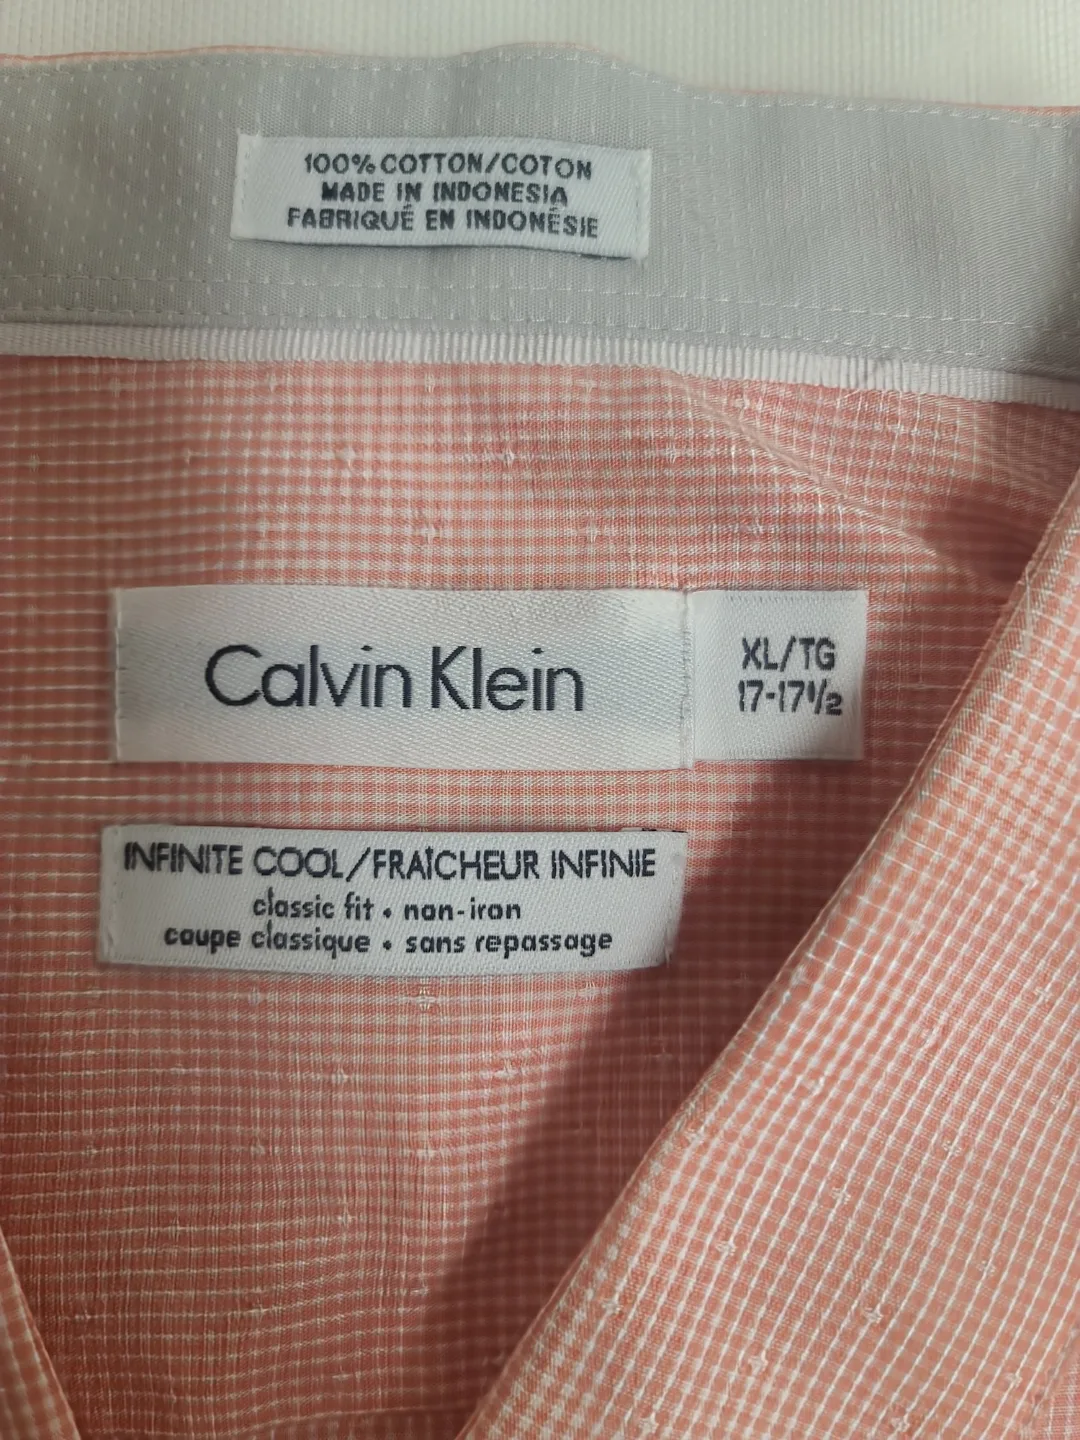 100% COTTON/COTON
MADE IN INDONESIA
FABRIQUÉ EN INDONÉSIE
Calvin Klein
XL/TG
17-17½
INFINITE COOL/FRAÎCHEUR INFINIE
classic fit • non-iron
coupe classique • sans repassage